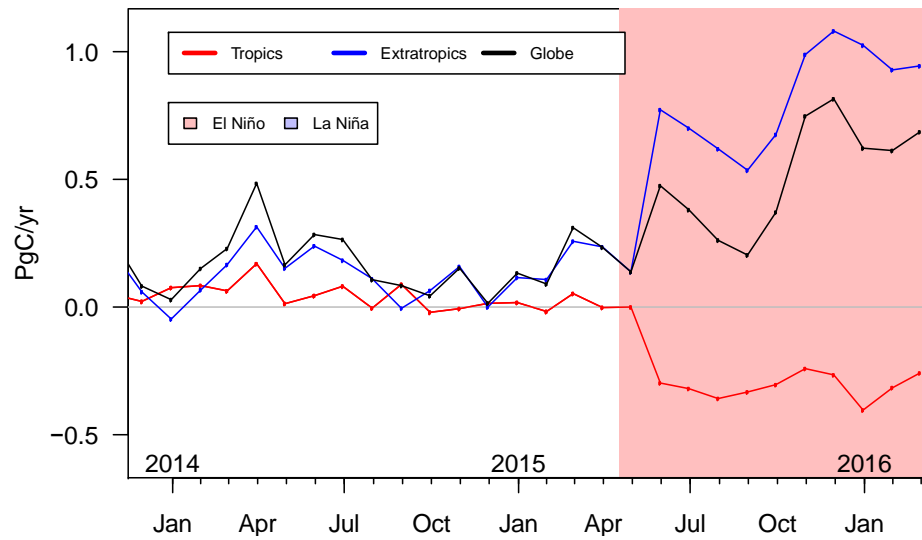 Tropics Extratropics Globe
El Niño La Niña
PgC/yr
1.0
0.5
0.0
−0.5
2014 2015 2016
Jan Apr Jul Oct Jan Apr Jul Oct Jan